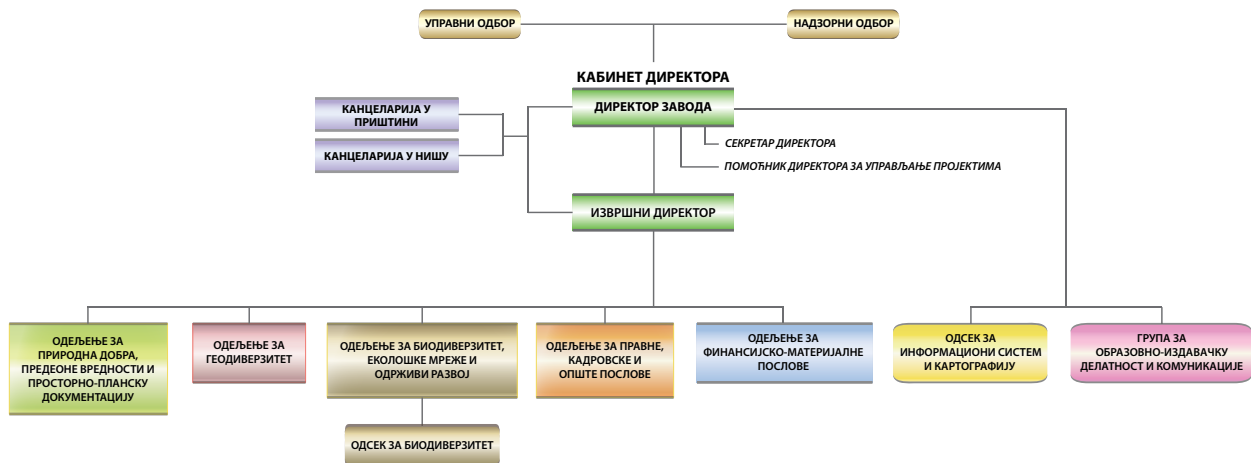 УПРАВНИ ОДБОР
НАДЗОРНИ ОДБОР
КАБИНЕТ ДИРЕКТОРА
ДИРЕКТОР ЗАВОДА
КАНЦЕЛАРИЈА У
ПРИШТИНИ
КАНЦЕЛАРИЈА У НИШУ
СЕКРЕТАР ДИРЕКТОРА
ПОМОЋНИК ДИРЕКТОРА ЗА УПРАВЉАЊЕ ПРОЈЕКТИМА
ИЗВРШНИ ДИРЕКТОР
ОДЕЉЕЊЕ ЗА
ПРИРОДНА ДОБРА,
ПРЕДЕОНЕ ВРЕДНОСТИ И
ПРОСТОРНО-ПЛАНСКУ
ДОКУМЕНТАЦИЈУ
ОДЕЉЕЊЕ ЗА
ГЕОДИВЕРЗИТЕТ
ОДЕЉЕЊЕ ЗА БИОДИВЕРЗИТЕТ,
ЕКОЛОШКЕ МРЕЖЕ И
ОДРЖИВИ РАЗВОЈ
ОДСЕК ЗА БИОДИВЕРЗИТЕТ
ОДЕЉЕЊЕ ЗА ПРАВНЕ,
КАДРОВСКЕ И
ОПШТЕ ПОСЛОВЕ
ОДЕЉЕЊЕ ЗА
ФИНАНСИЈСКО-МАТЕРИЈАЛНЕ
ПОСЛОВЕ
ОДСЕК ЗА
ИНФОРМАЦИОНИ СИСТЕМ
И КАРТОГРАФИЈУ
ГРУПА ЗА
ОБРАЗОВНО-ИЗДАВАЧКУ
ДЕЛАТНОСТ И КОМУНИКАЦИЈЕ